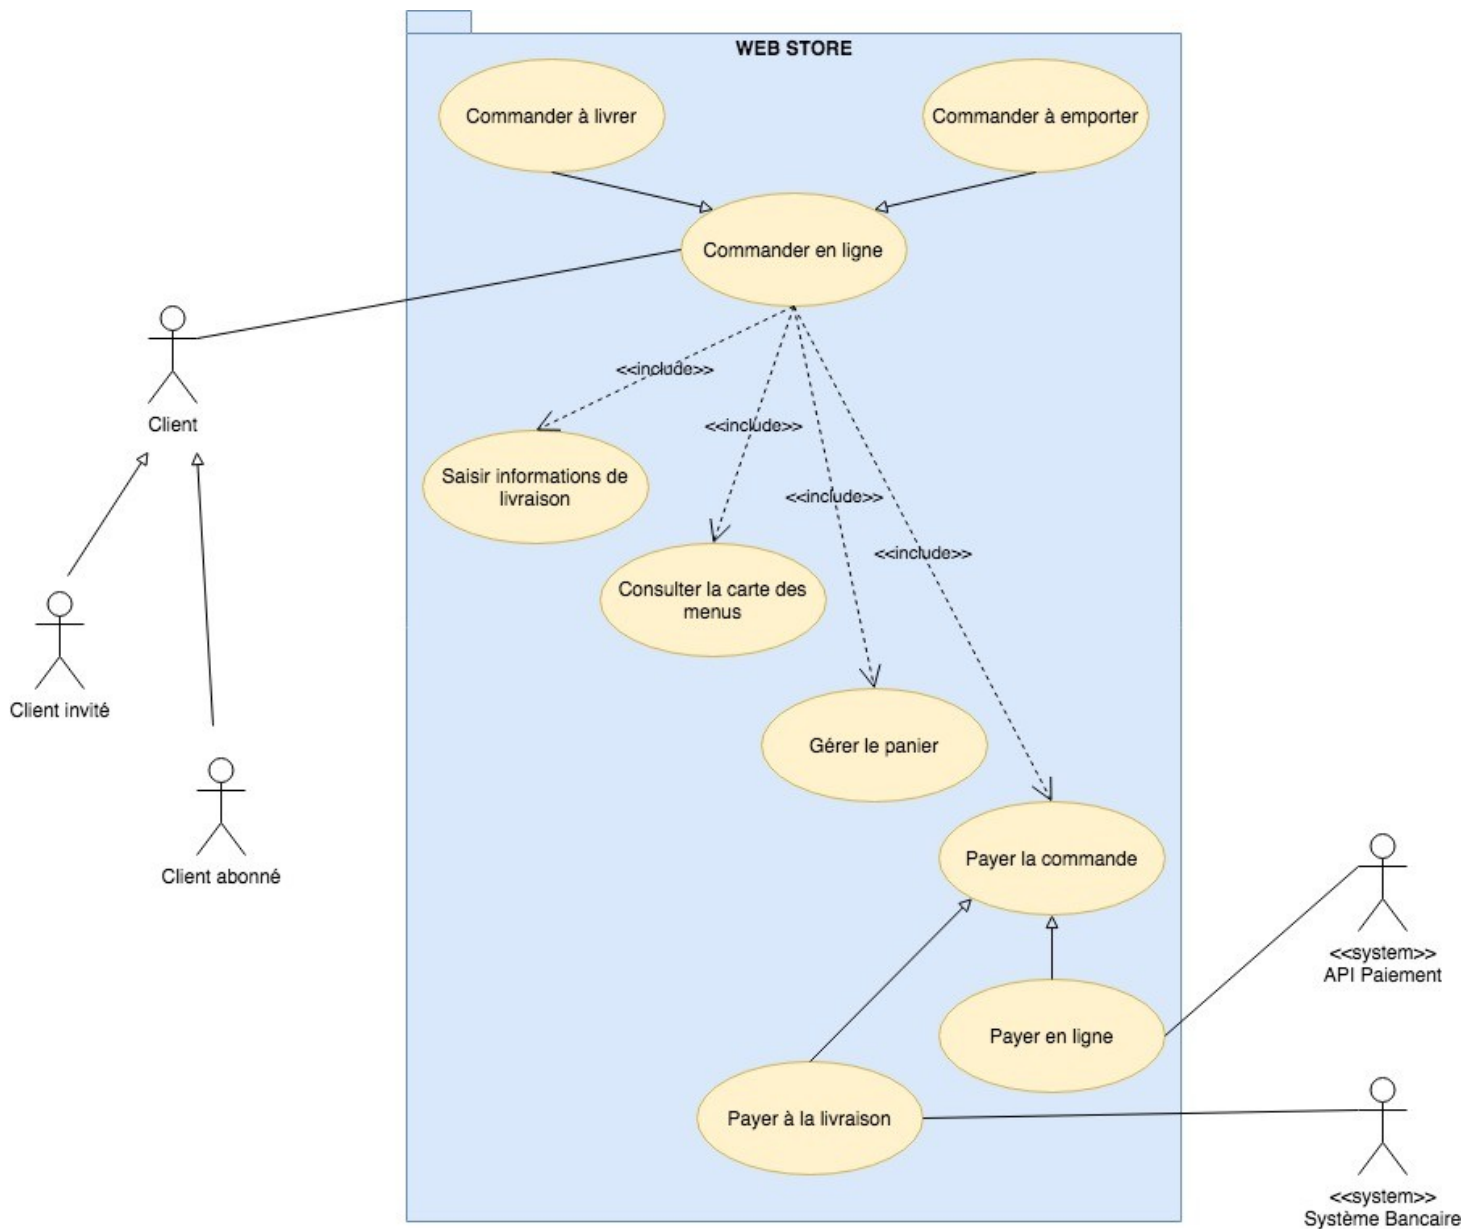 WEB STORE
Commander à livrer
Commander à emporter
Commander en ligne
<<include>>
Client
<<include>>
Saisir informations de
livraison
<<include>>
<<include>>
Consulter la carte des
menus
Client invité
Gérer le panier
Payer la commande
Client abonné
<<system>>
API Paiement
Payer en ligne
Payer à la livraison
<<system>>
Système Bancaire